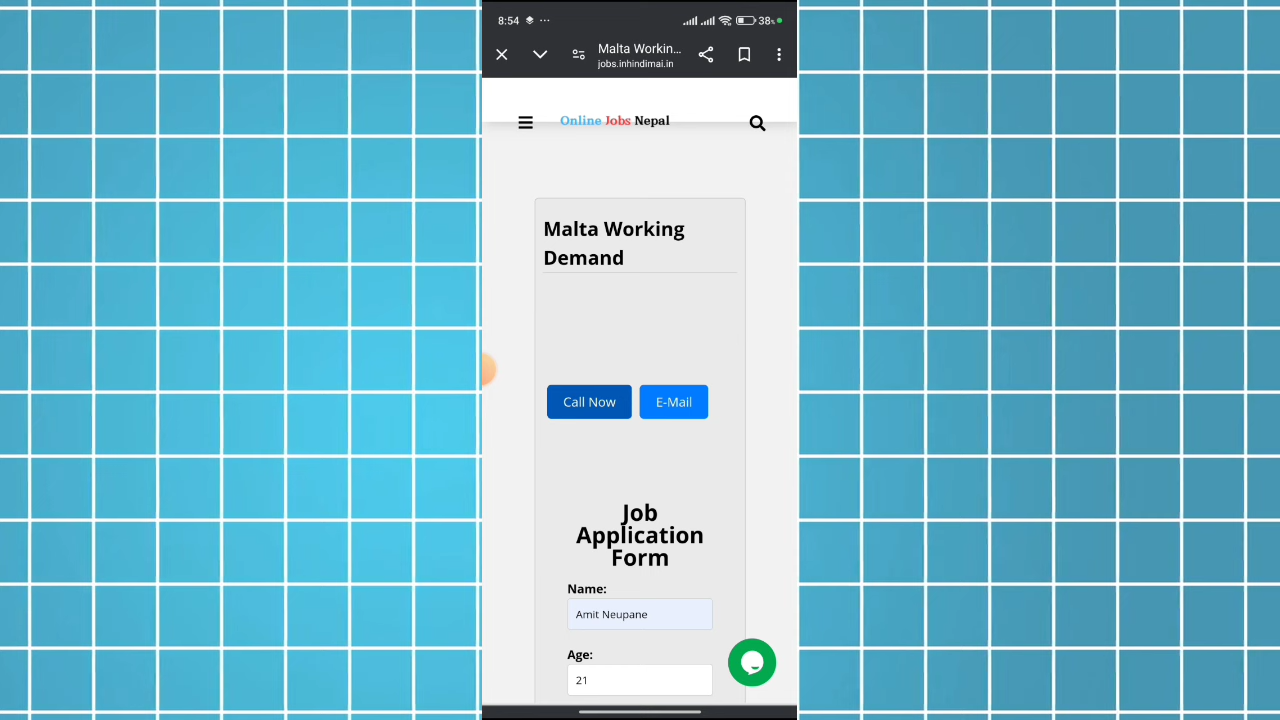 8:54
38%
Malta Workin...
jobs.inhindimai.in
Online Jobs Nepal
Malta Working
Demand
Call Now E-Mail
Job
Application
Form
Name:
Amit Neupane
Age:
21